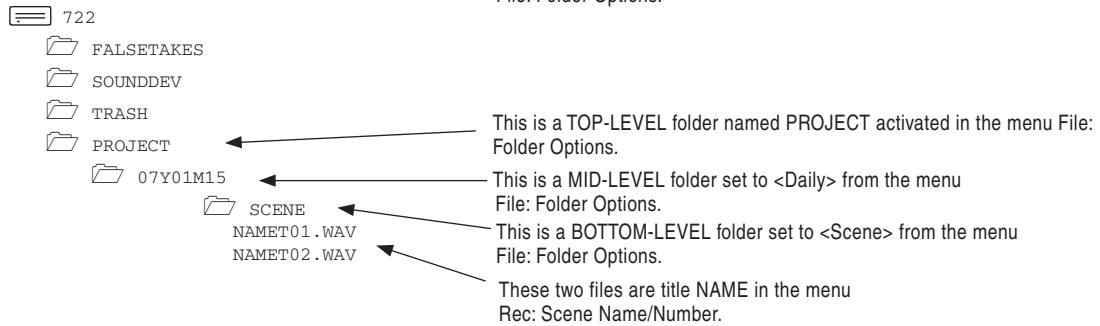 File: Folder Options.
722
FALSETAKES
SOUNDDEV
TRASH
PROJECT
This is a TOP-LEVEL folder named PROJECT activated in the menu File:
Folder Options.
07Y01M15
This is a MID-LEVEL folder set to <Daily> from the menu
File: Folder Options.
SCENE
This is a BOTTOM-LEVEL folder set to <Scene> from the menu
File: Folder Options.
NAMET01.WAV
NAMET02.WAV
These two files are title NAME in the menu
Rec: Scene Name/Number.